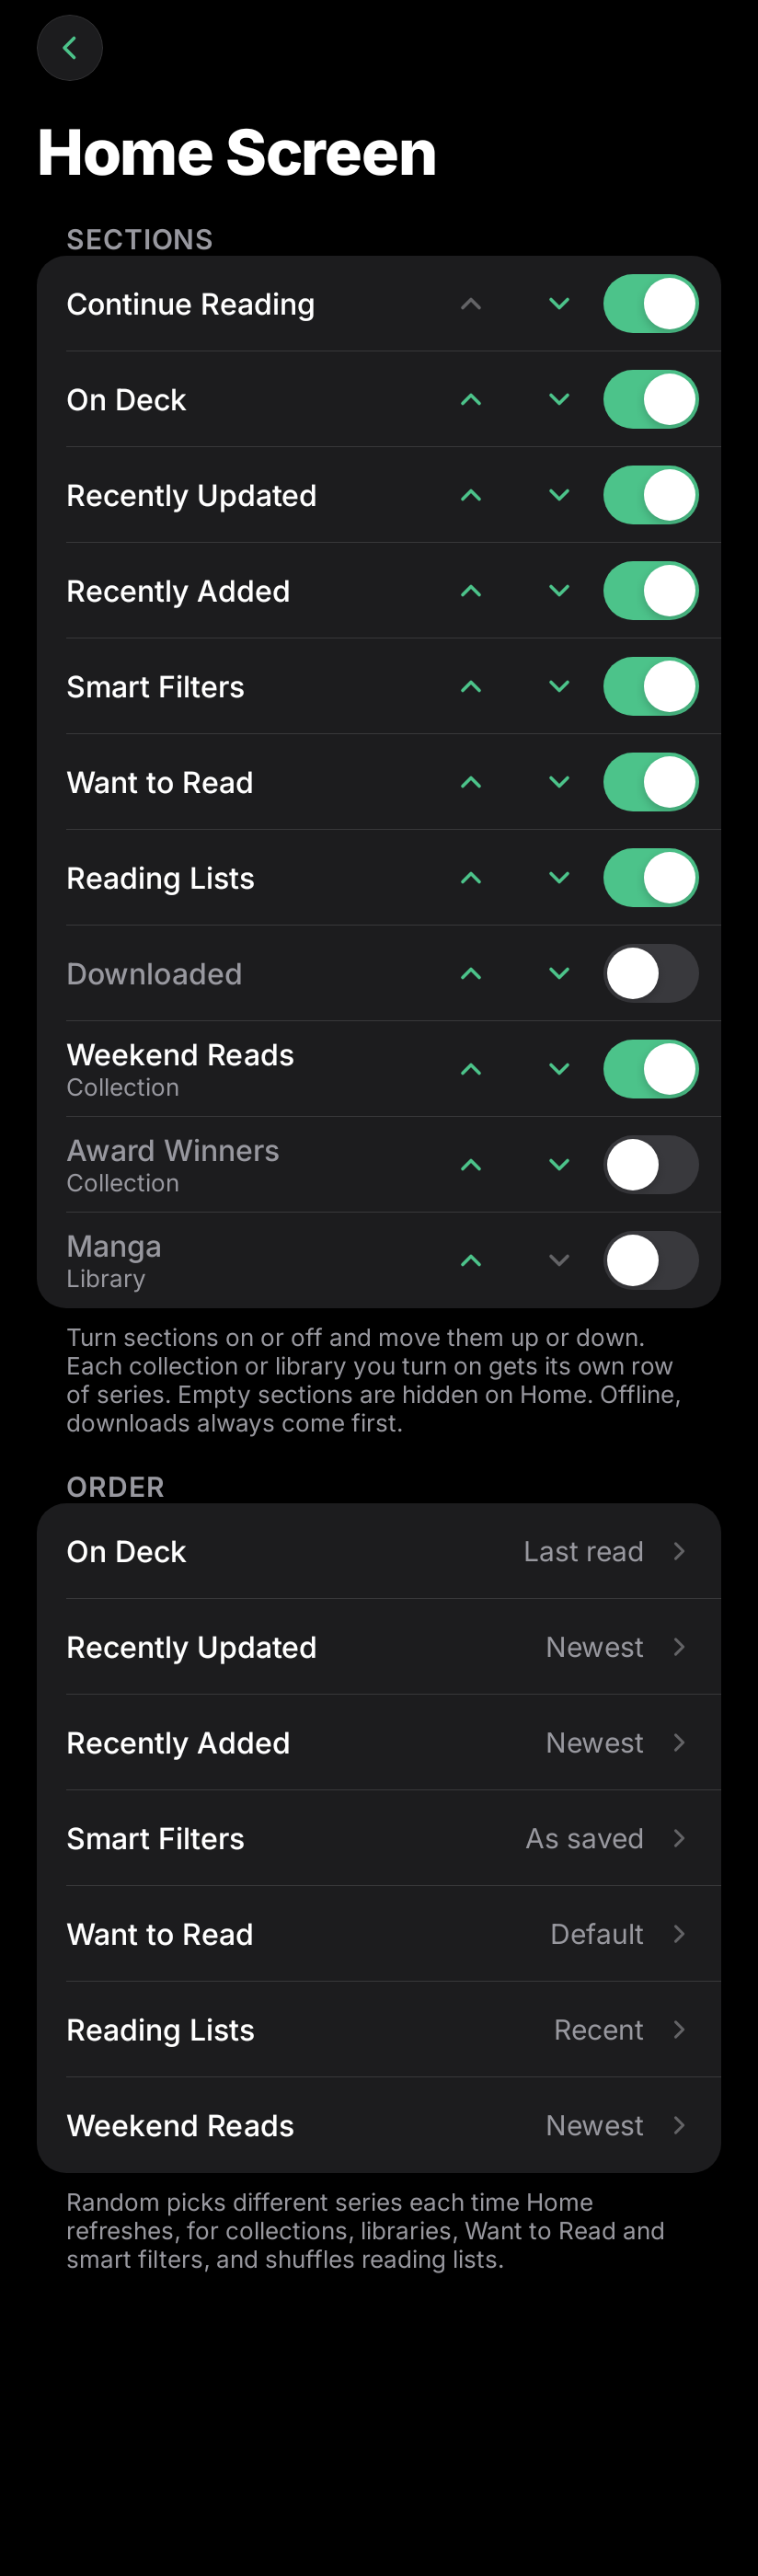 Home Screen
SECTIONS
Continue Reading
On Deck
Recently Updated
Recently Added
Smart Filters
Want to Read
Reading Lists
Downloaded
Weekend Reads
Collection
Award Winners
Collection
Manga
Library
Turn sections on or off and move them up or down.
Each collection or library you turn on gets its own row
of series. Empty sections are hidden on Home. Offline,
downloads always come first.
ORDER
On Deck Last read
Recently Updated Newest
Recently Added Newest
Smart Filters As saved
Want to Read Default
Reading Lists Recent
Weekend Reads Newest
Random picks different series each time Home
refreshes, for collections, libraries, Want to Read and
smart filters, and shuffles reading lists.